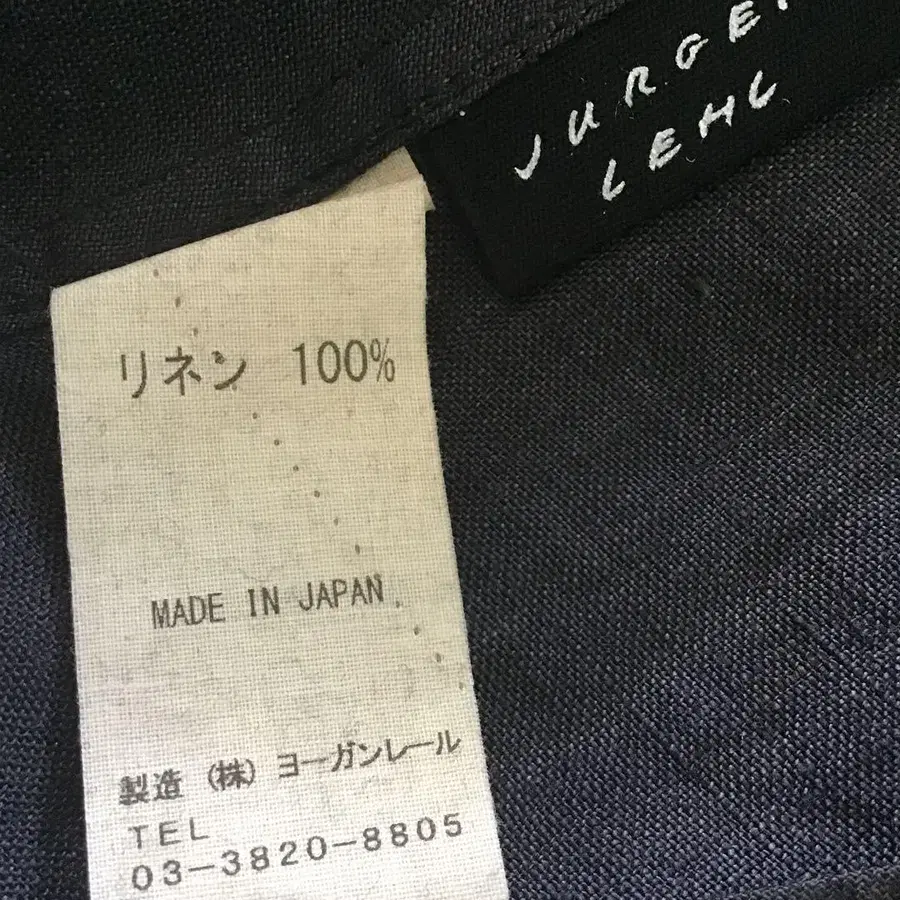 JURGEN
LEHL
リネン 100%
MADE IN JAPAN
製造 (株) ヨーガンレール
TEL
03-3820-8805